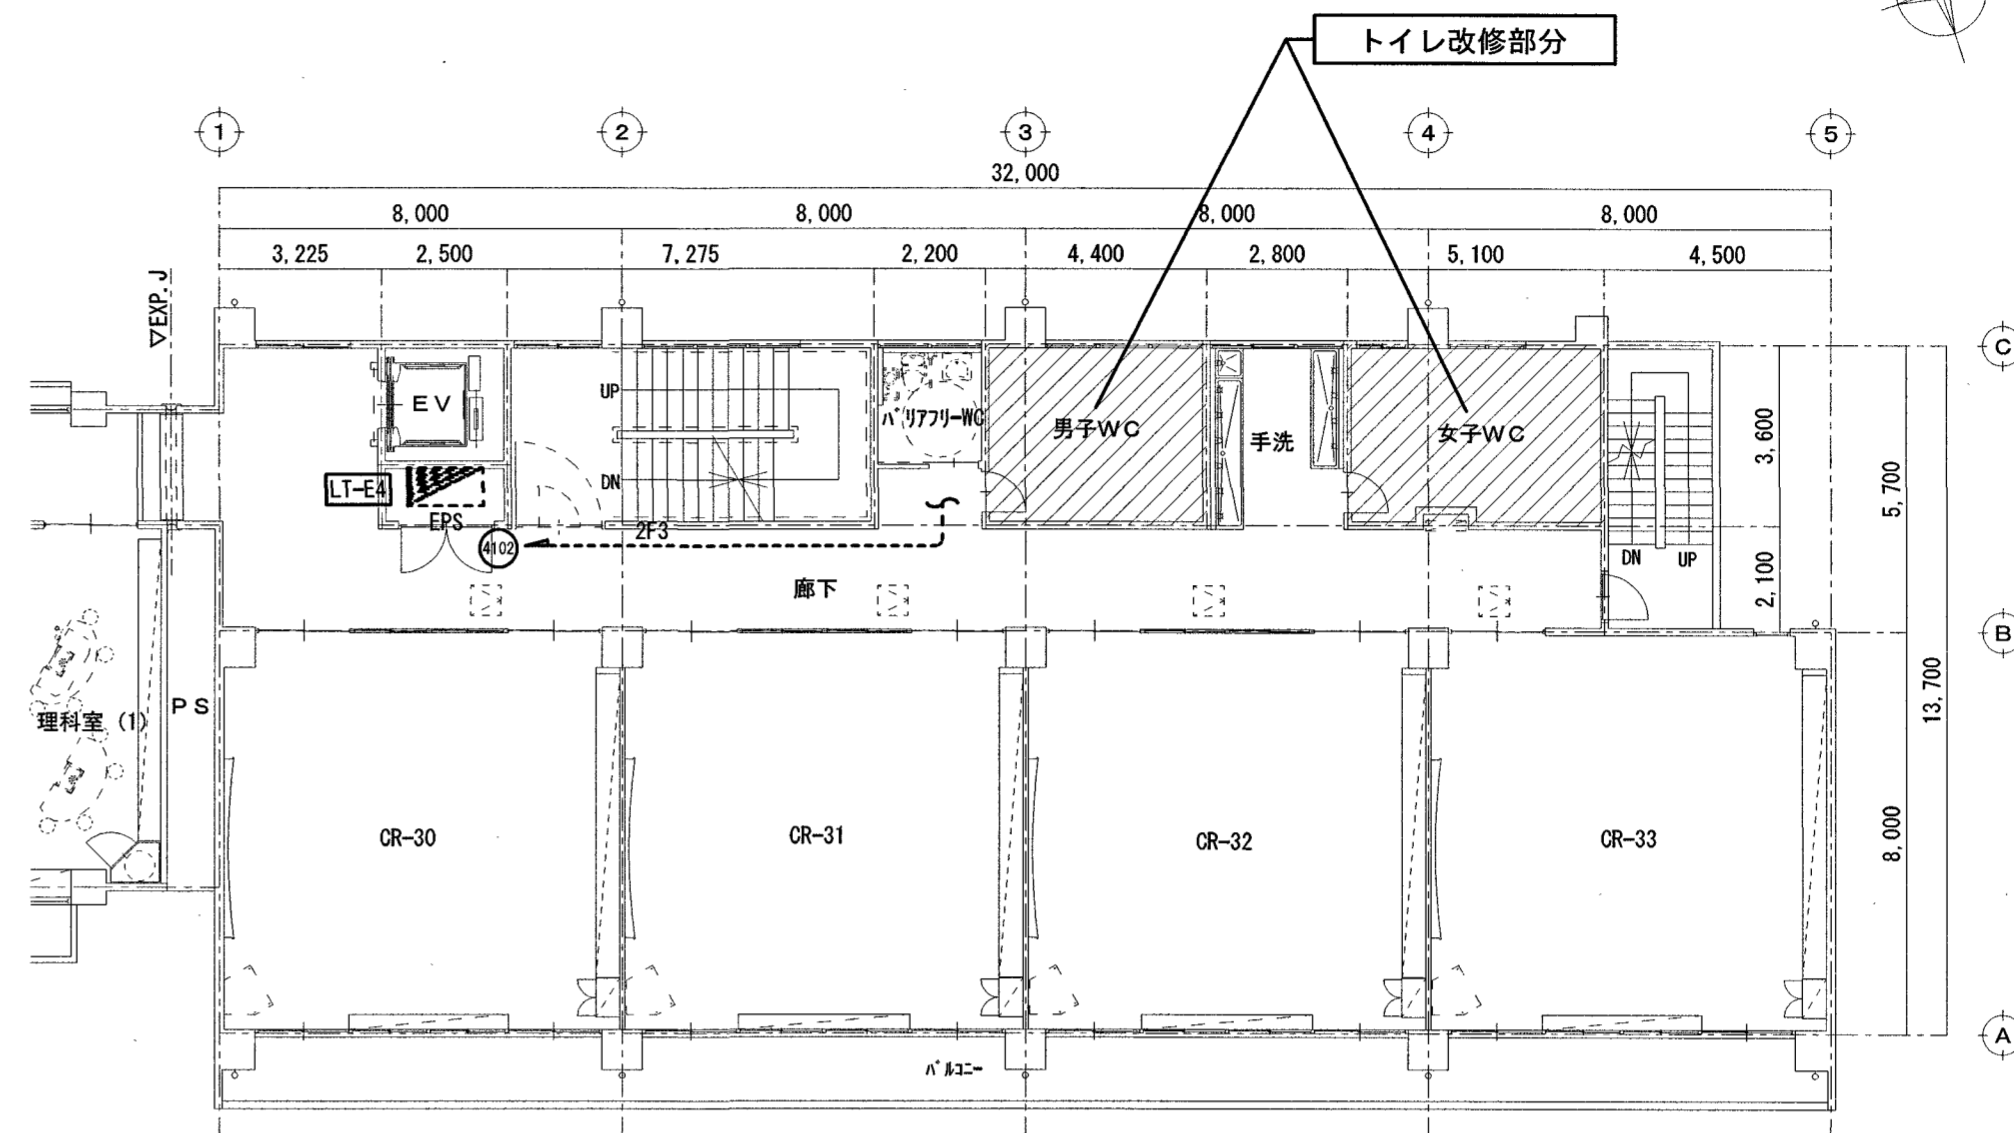 トイレ改修部分
1 2 3 4 5
32,000
8,000 8,000 8,000 8,000
3,225 2,500 7,275 2,200 4,400 2,800 5,100 4,500
▽EXP.J
C
EV
UP
バリアフリーWC
男子WC
手洗
女子WC
3,600
5,700
LT-E4
DN
EPS
4102
2F3
DN UP
2,100
廊下
B
13,700
理科室(1)
PS
CR-30
CR-31
CR-32
CR-33
8,000
A
バルコニー